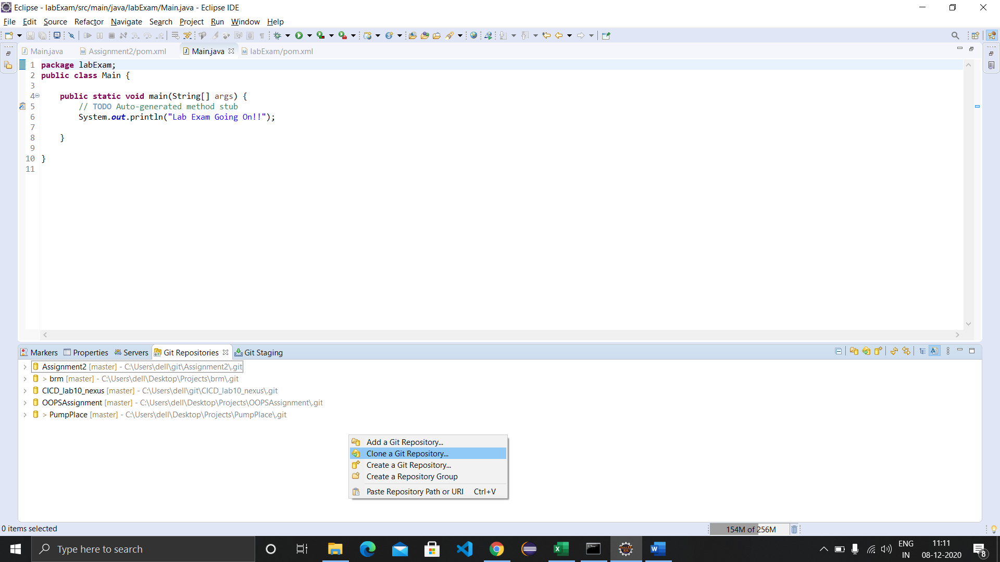 Eclipse - labExam/src/main/java/labExam/Main.java - Eclipse IDE
File Edit Source Refactor Navigate Search Project Run Window Help
Main.java Assignment2/pom.xml Main.java labExam/pom.xml
1 package labExam;
2 public class Main {
3
4 public static void main(String[] args) {
5 // TODO Auto-generated method stub
6 System.out.println("Lab Exam Going On!!");
7
8 }
9
10 }
11
Markers Properties Servers Git Repositories Git Staging
> Assignment2 [master] - C:\Users\dell\git\Assignment2\.git
> > brm [master] - C:\Users\dell\Desktop\Projects\brm\.git
> CICD_lab10_nexus [master] - C:\Users\dell\git\CICD_lab10_nexus\.git
> OOPSAssignment [master] - C:\Users\dell\Desktop\Projects\OOPSAssignment\.git
> > PumpPlace [master] - C:\Users\dell\Desktop\Projects\PumpPlace\.git
Add a Git Repository...
Clone a Git Repository...
Create a Git Repository...
Create a Repository Group
Paste Repository Path or URI Ctrl+V
0 items selected
154M of 256M
Type here to search
ENG
IN
11:11
08-12-2020
8